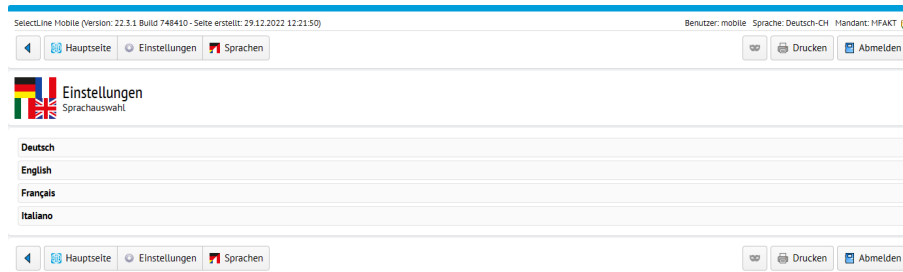 SelectLine Mobile (Version: 22.3.1 Build 748410 - Seite erstellt: 29.12.2022 12:21:50) Benutzer: mobile Sprache: Deutsch-CH Mandant: MFAKT
Hauptseite Einstellungen Sprachen Drucken Abmelden
Einstellungen
Sprachauswahl
Deutsch
English
Français
Italiano
Hauptseite Einstellungen Sprachen Drucken Abmelden